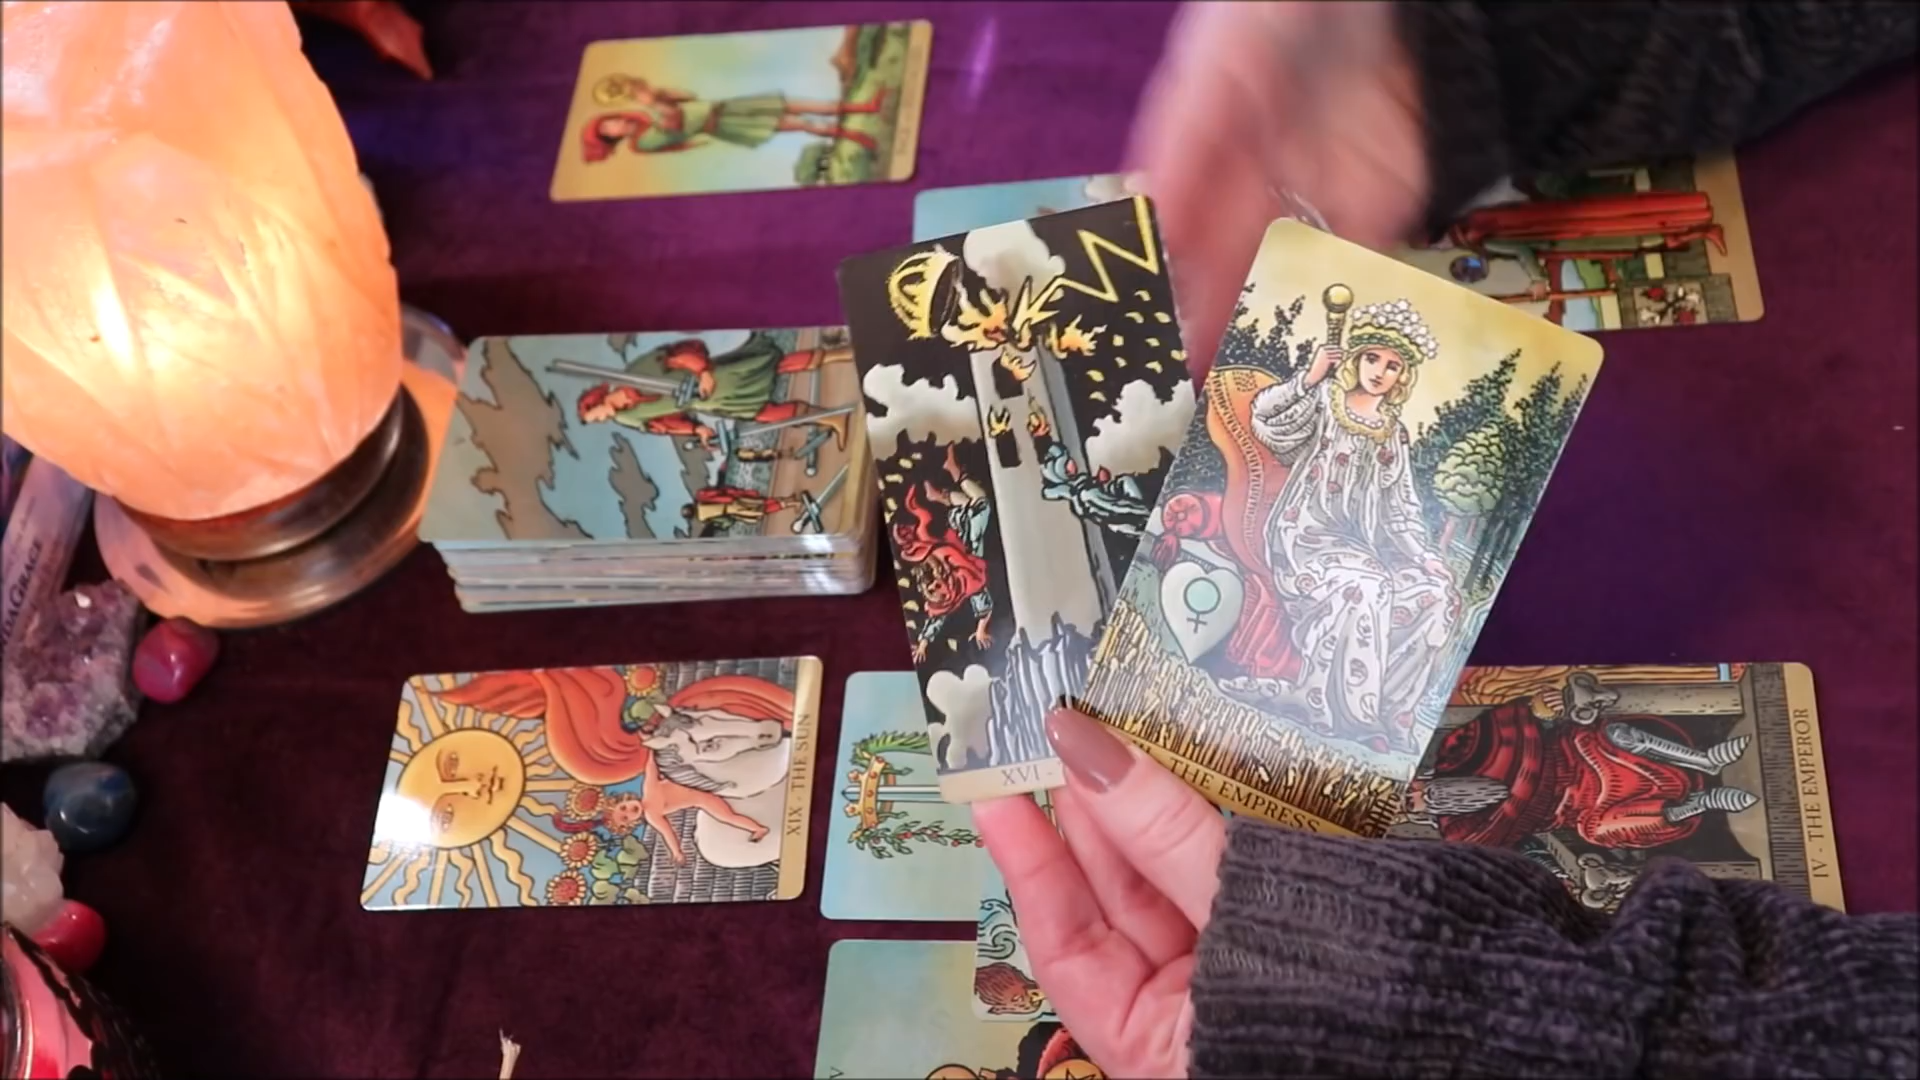 XVI -
THE EMPRESS
XIX - THE SUN
IV - THE EMPEROR